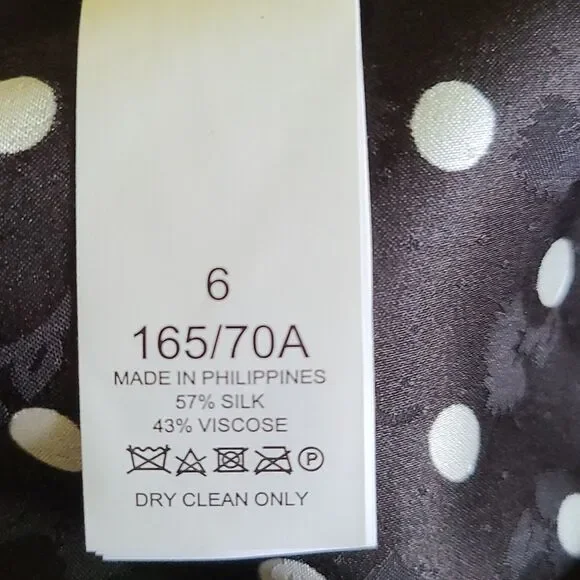 6
165/70A
MADE IN PHILIPPINES
57% SILK
43% VISCOSE
P
DRY CLEAN ONLY